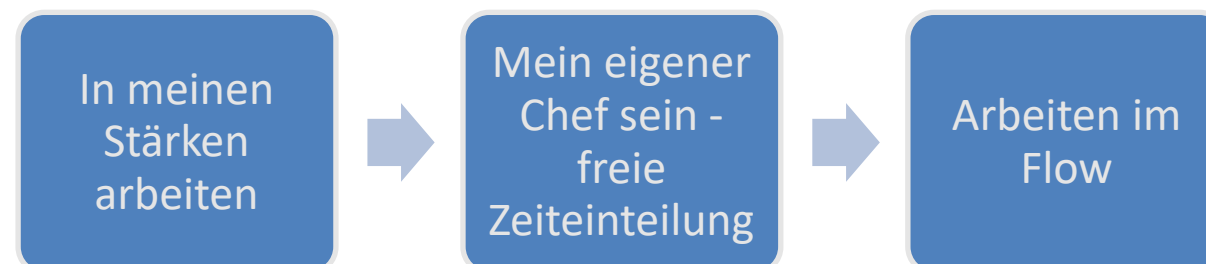 In meinen
Stärken
arbeiten
Mein eigener
Chef sein -
freie
Zeiteinteilung
Arbeiten im
Flow